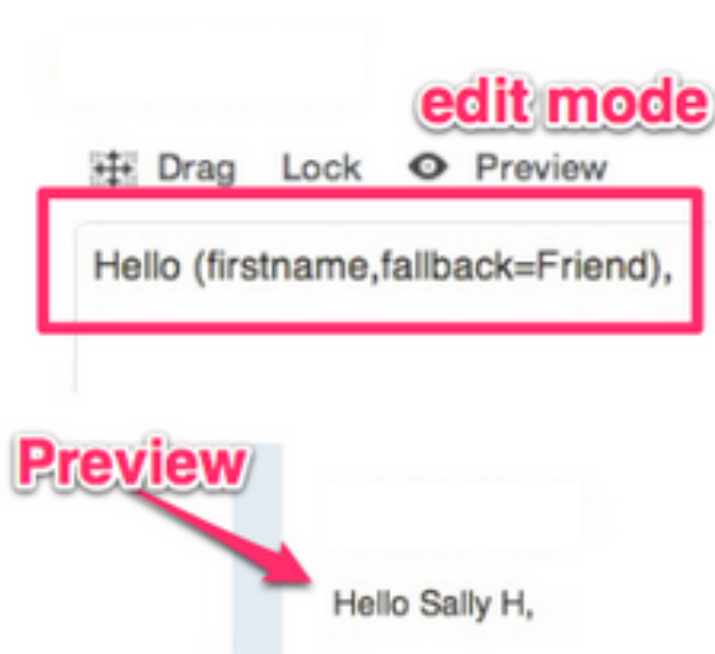 edit mode
Drag Lock Preview
Hello (firstname,fallback=Friend),
Preview
Hello Sally H,